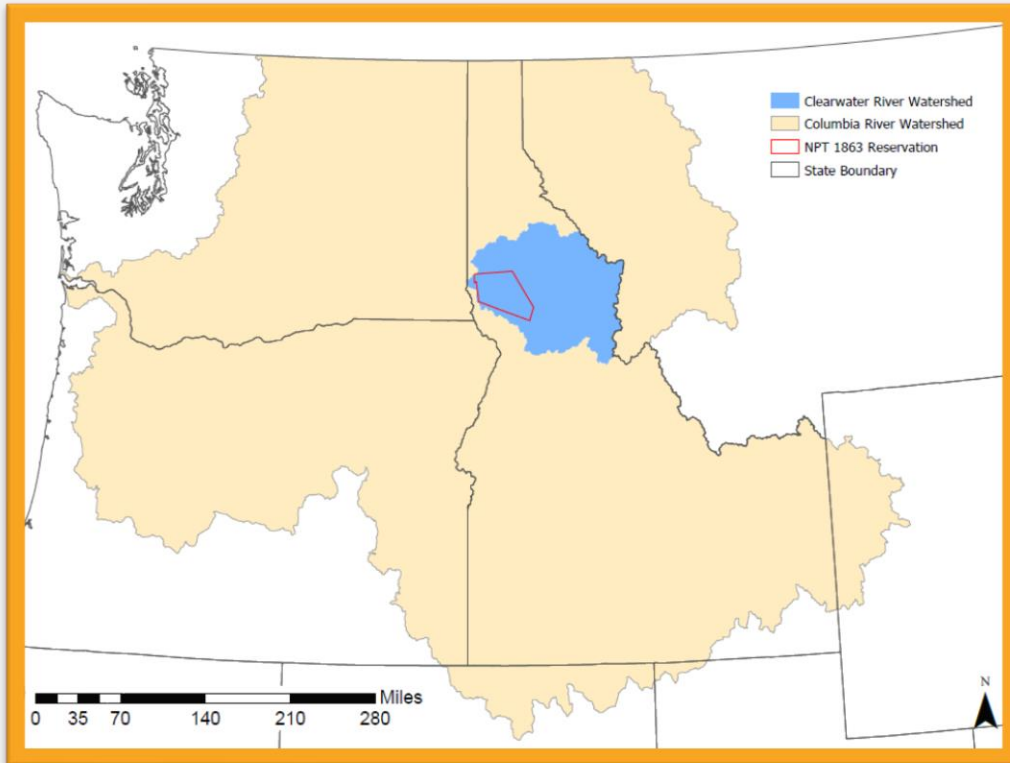 Clearwater River Watershed
Columbia River Watershed
NPT 1863 Reservation
State Boundary
Miles
0 35 70 140 210 280
N